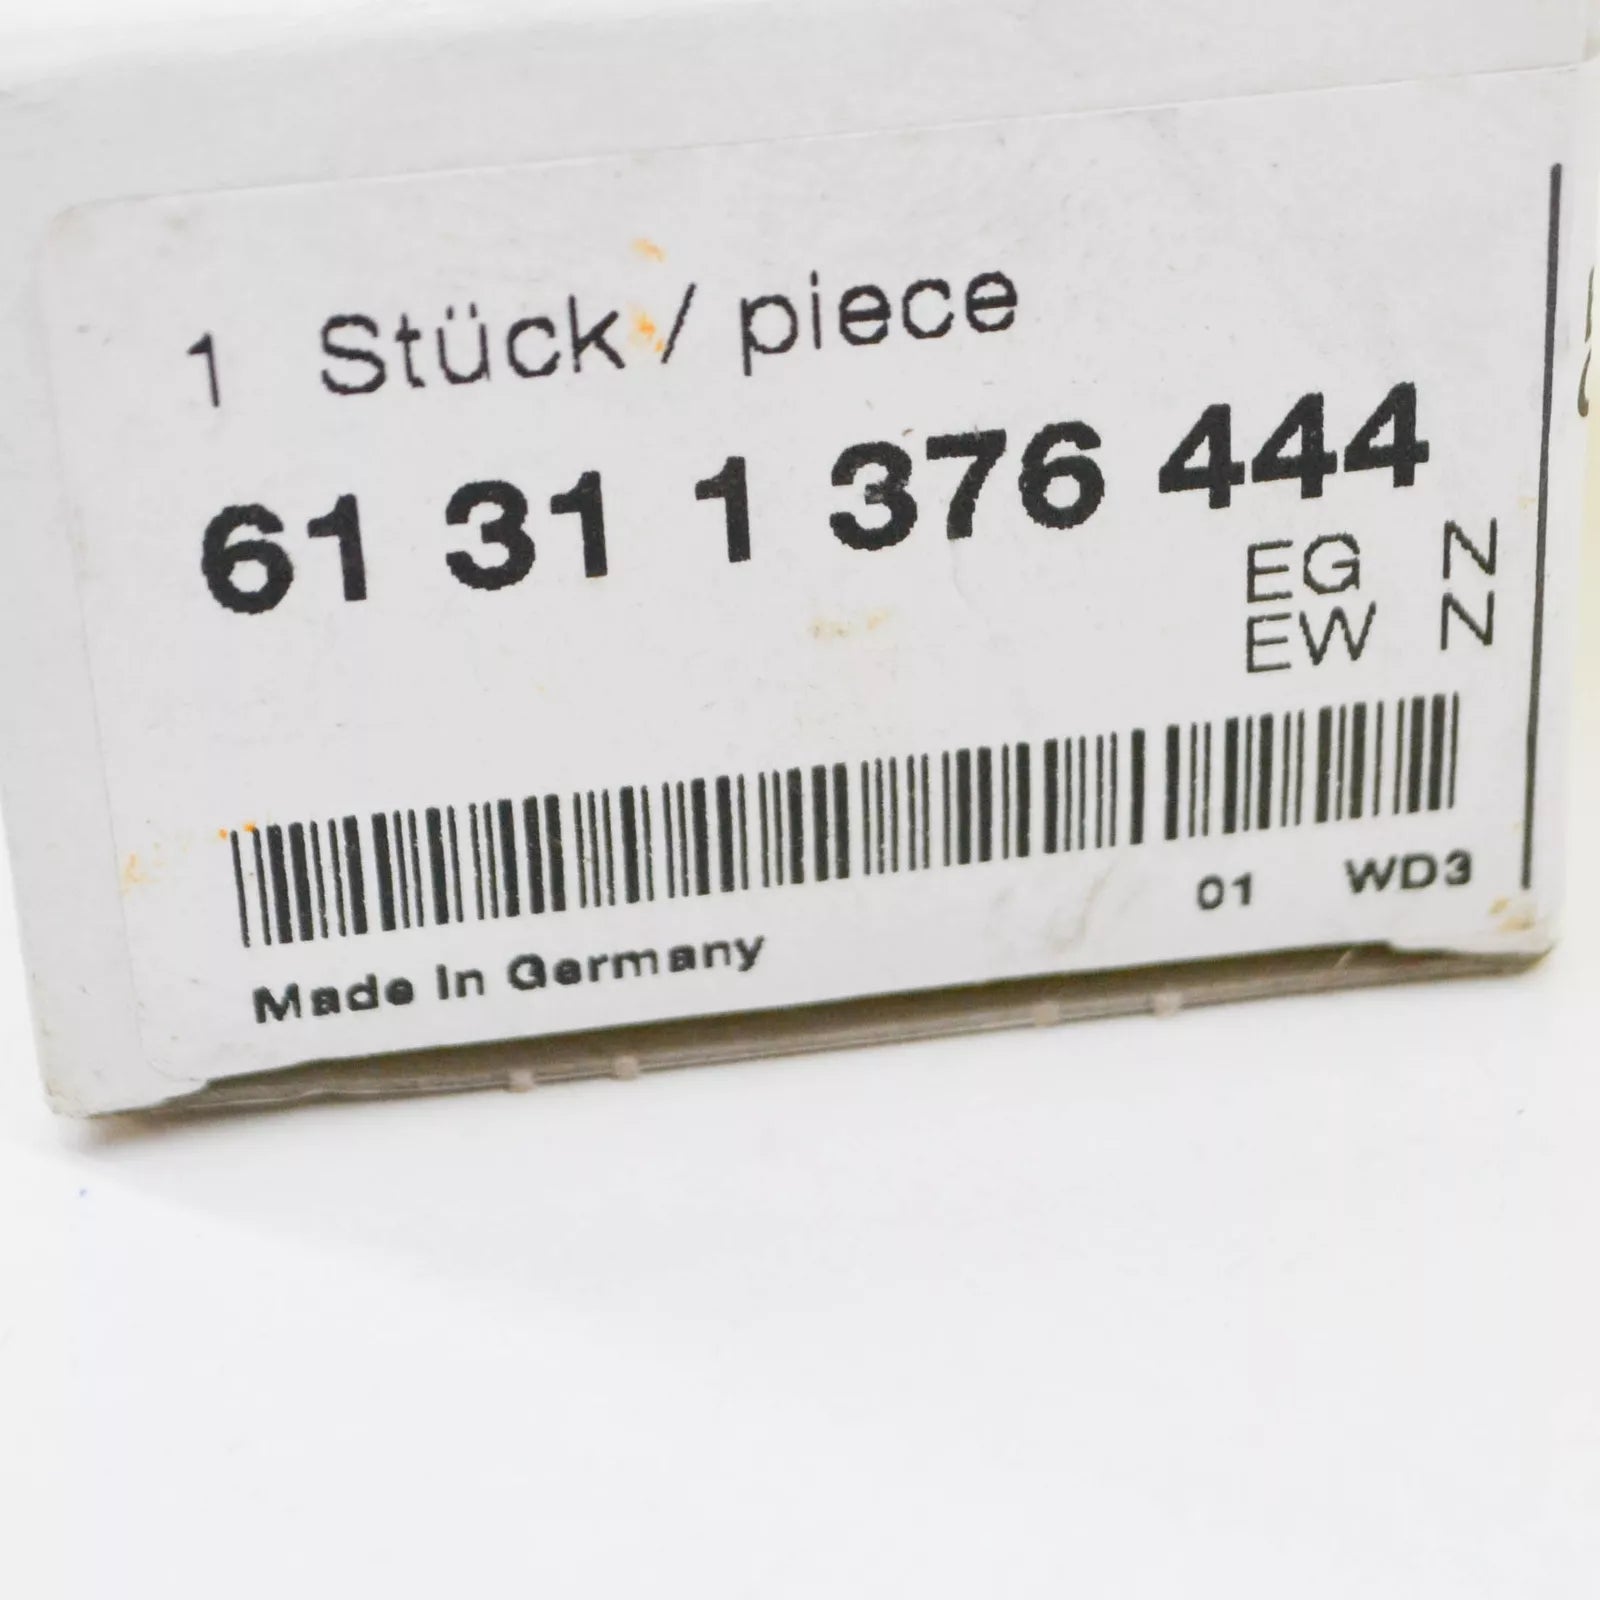 1 Stück / piece
61 31 1 376 444
EG N
EW N
01 WD3
Made In Germany